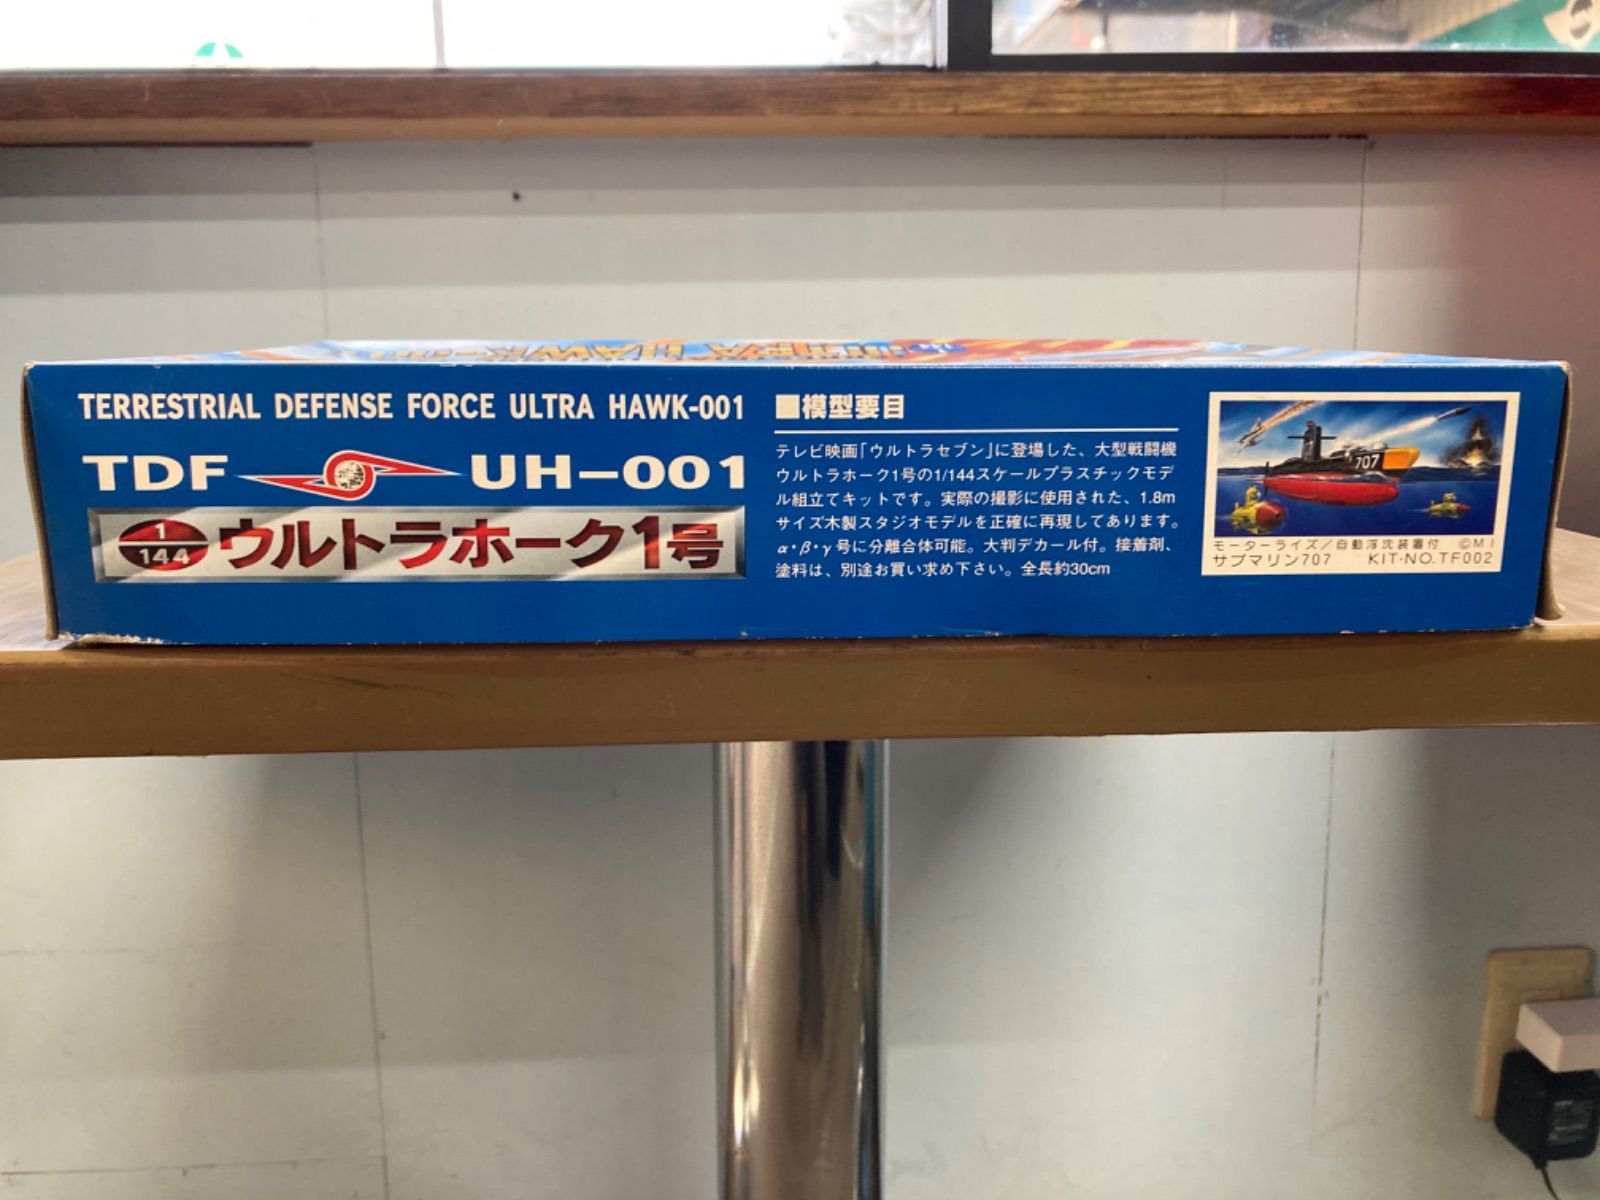 TERRESTRIAL DEFENSE FORCE ULTRA HAWK-001
TDF UH-001
1/144 ウルトラホーク1号
■模型要目
テレビ映画「ウルトラセブン」に登場した、大型戦闘機
ウルトラホーク1号の1/144スケールプラスチックモデ
ル組立てキットです。実際の撮影に使用された、1.8m
サイズ木製スタジオモデルを正確に再現してあります。
α・β・γ号に分離合体可能。大判デカール付。接着剤、
塗料は、別途お買い求め下さい。全長約30cm
707
モーターライズ/自動浮沈装置付 ©MI
サブマリン707 KIT-NO.TF002